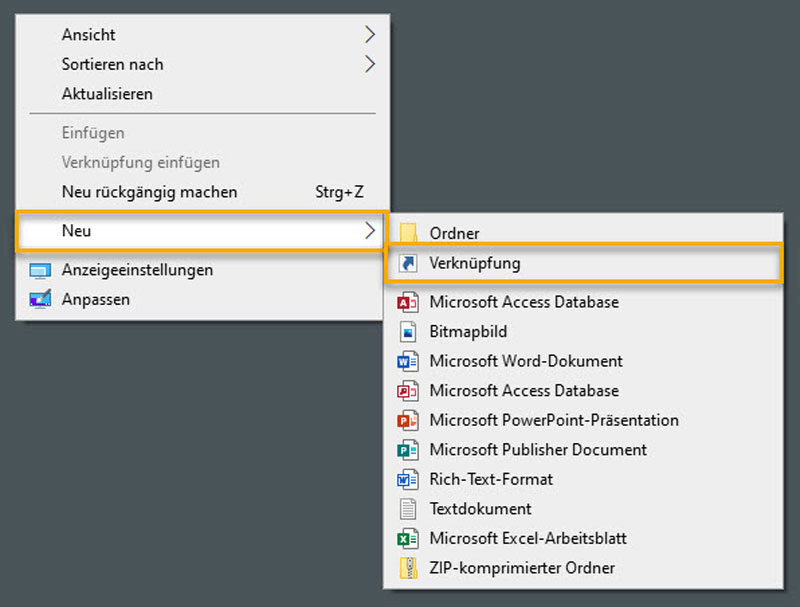 Ansicht
Sortieren nach
Aktualisieren
Einfügen
Verknüpfung einfügen
Neu rückgängig machen Strg+Z
Neu
Anzeigeeinstellungen
Anpassen
Ordner
Verknüpfung
Microsoft Access Database
Bitmapbild
Microsoft Word-Dokument
Microsoft Access Database
Microsoft PowerPoint-Präsentation
Microsoft Publisher Document
Rich-Text-Format
Textdokument
Microsoft Excel-Arbeitsblatt
ZIP-komprimierter Ordner